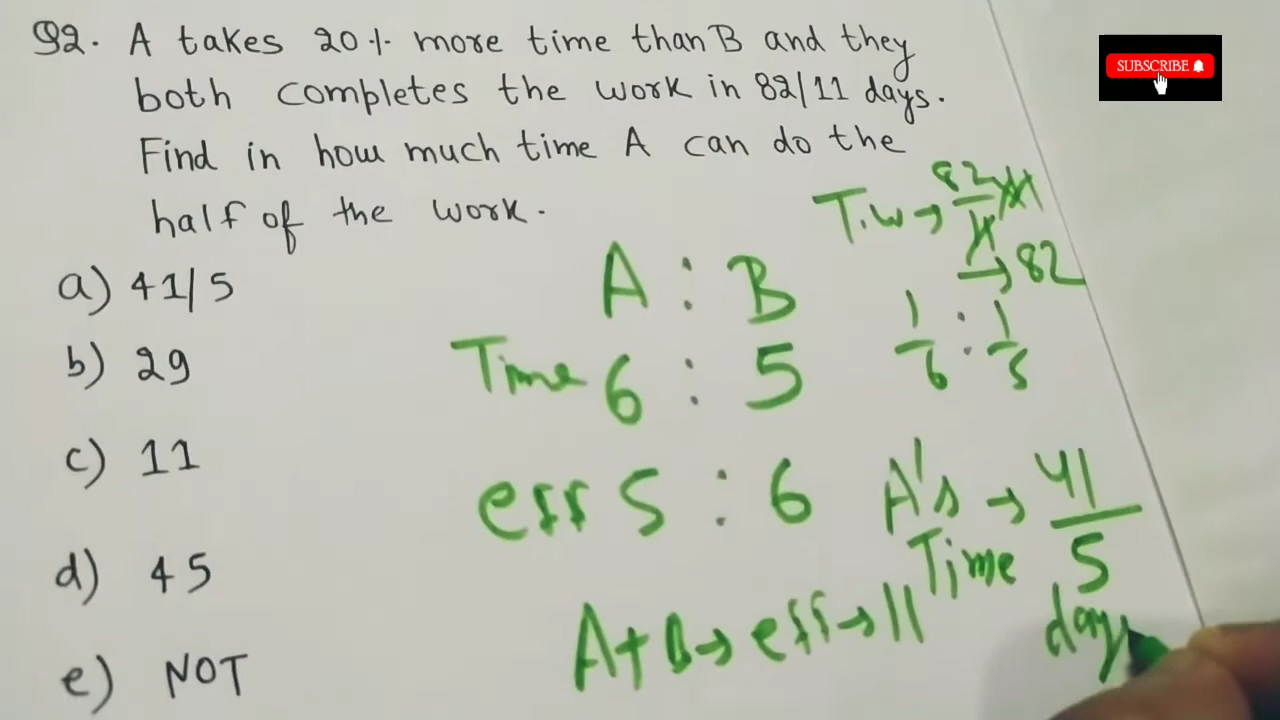 Q2. A takes 20% more time than B and they
both completes the work in 82/11 days.
Find in how much time A can do the
half of the work.
a) 41/5
b) 29
c) 11
d) 45
e) NOT
SUBSCRIBE
T.W → 82/11 × 11
→ 82
A : B
Time 6 : 5
1/6 : 1/5
eff 5 : 6
A's Time → 41/5 days
A+B → eff → 11